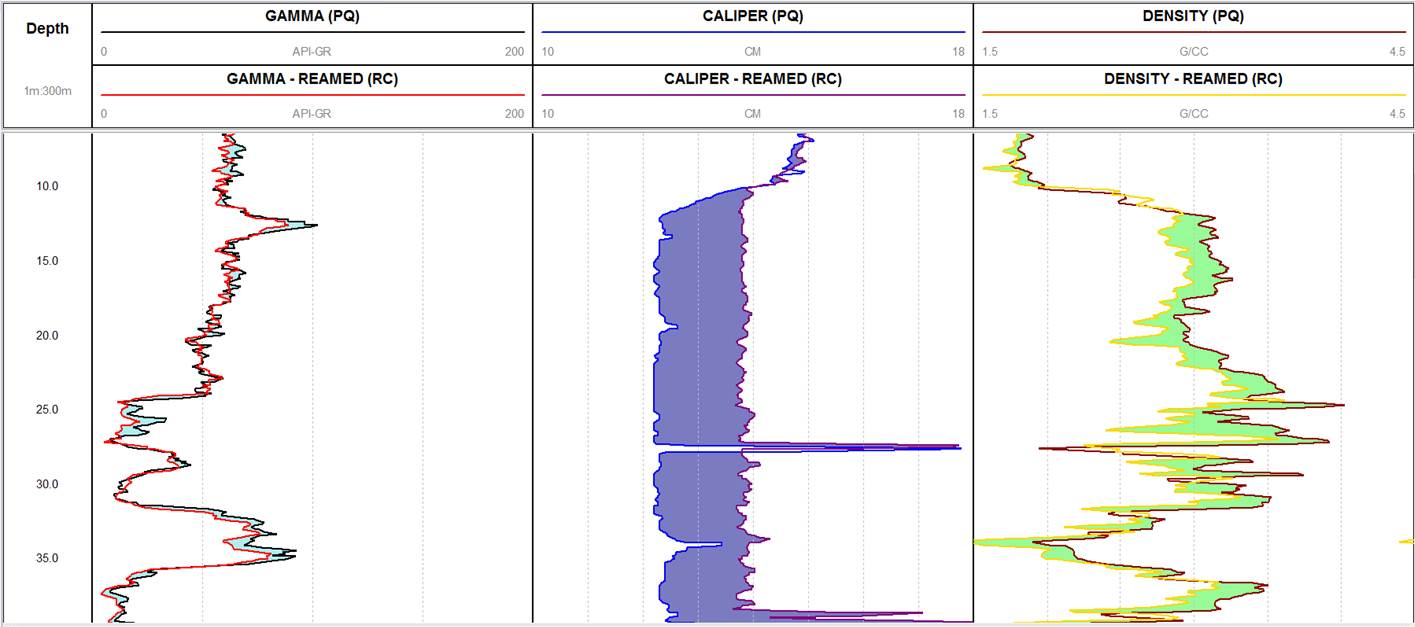 Depth
1m:300m
GAMMA (PQ)
0 API-GR 200
GAMMA - REAMED (RC)
0 API-GR 200
CALIPER (PQ)
10 CM 18
CALIPER - REAMED (RC)
10 CM 18
DENSITY (PQ)
1.5 G/CC 4.5
DENSITY - REAMED (RC)
1.5 G/CC 4.5
10.0
15.0
20.0
25.0
30.0
35.0